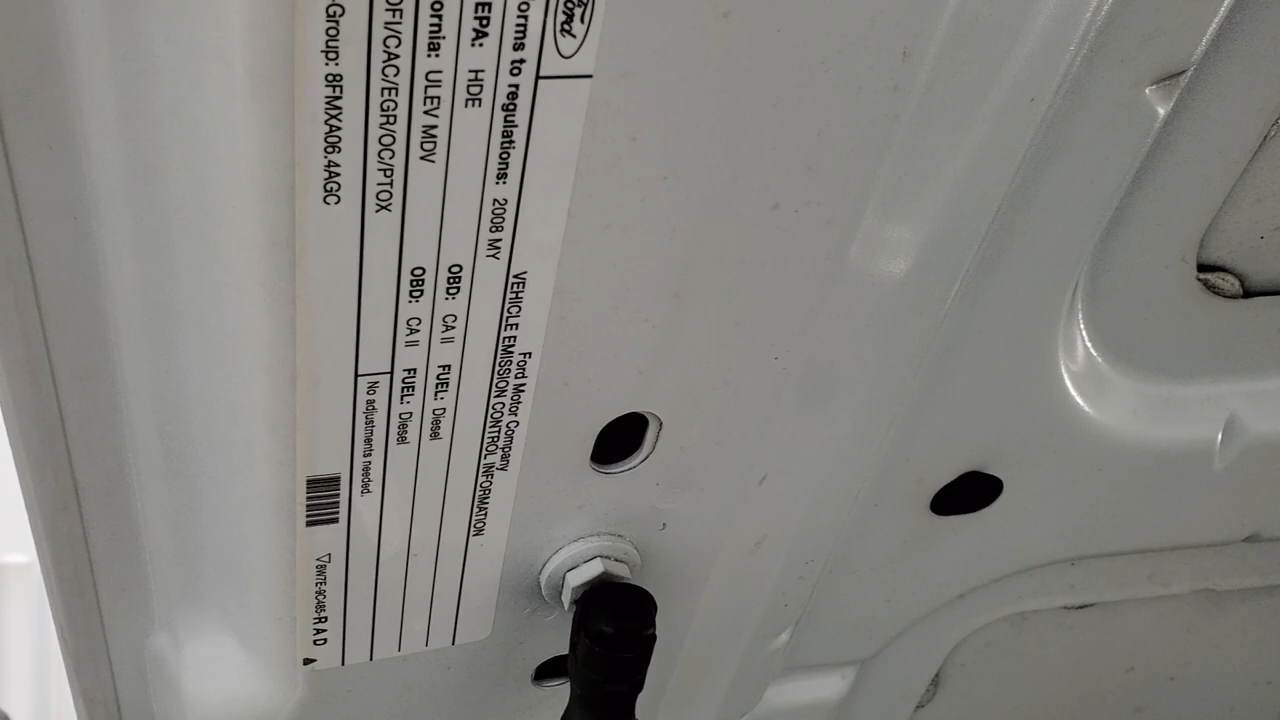 Ford
Ford Motor Company
VEHICLE EMISSION CONTROL INFORMATION
forms to regulations: 2008 MY
EPA: HDE OBD: CA II FUEL: Diesel
ornia: ULEV MDV OBD: CA II FUEL: Diesel
DFI/CAC/EGR/OC/PTOX
No adjustments needed.
-Group: 8FMXA06.4AGC
8W7E-9C485-R A D